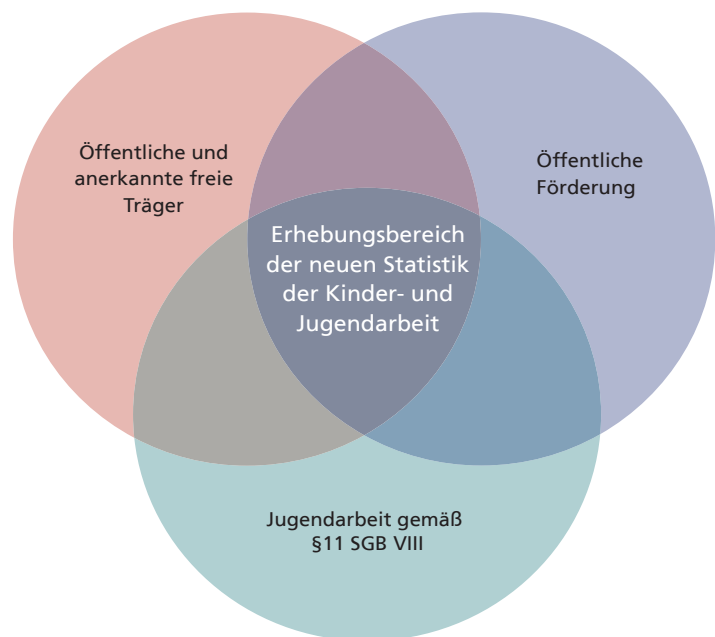 Öffentliche und
anerkannte freie
Träger
Öffentliche
Förderung
Erhebungsbereich
der neuen Statistik
der Kinder- und
Jugendarbeit
Jugendarbeit gemäß
§11 SGB VIII